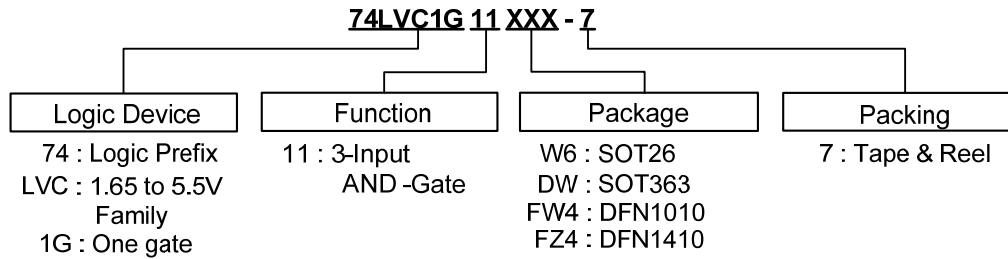 74LVC1G 11 XXX - 7
Logic Device
74 : Logic Prefix
LVC : 1.65 to 5.5V
Family
1G : One gate
Function
11 : 3-Input
AND -Gate
Package
W6 : SOT26
DW : SOT363
FW4 : DFN1010
FZ4 : DFN1410
Packing
7 : Tape & Reel